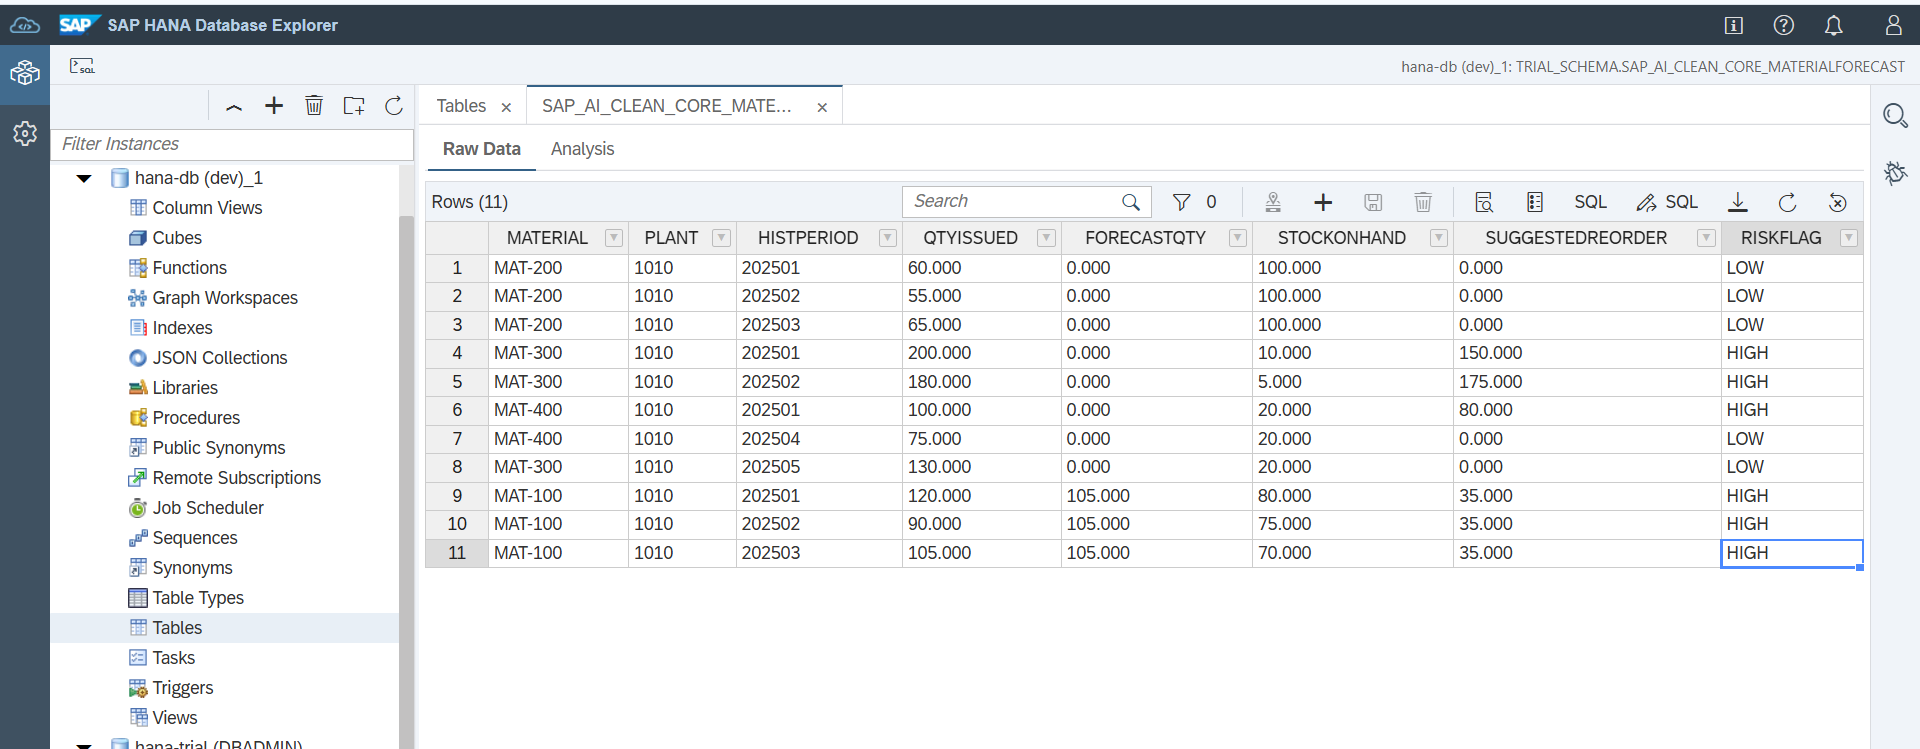 SAP SAP HANA Database Explorer
SQL
hana-db (dev)_1: TRIAL_SCHEMA.SAP_AI_CLEAN_CORE_MATERIALFORECAST
Filter Instances
hana-db (dev)_1
Column Views
Cubes
Functions
Graph Workspaces
Indexes
JSON Collections
Libraries
Procedures
Public Synonyms
Remote Subscriptions
Job Scheduler
Sequences
Synonyms
Table Types
Tables
Tasks
Triggers
Views
hana-trial (DBADMIN)
Tables SAP_AI_CLEAN_CORE_MATE...
Raw Data Analysis
Rows (11) Search 0 SQL SQL
MATERIAL PLANT HISTPERIOD QTYISSUED FORECASTQTY STOCKONHAND SUGGESTEDREORDER RISKFLAG
1 MAT-200 1010 202501 60.000 0.000 100.000 0.000 LOW
2 MAT-200 1010 202502 55.000 0.000 100.000 0.000 LOW
3 MAT-200 1010 202503 65.000 0.000 100.000 0.000 LOW
4 MAT-300 1010 202501 200.000 0.000 10.000 150.000 HIGH
5 MAT-300 1010 202502 180.000 0.000 5.000 175.000 HIGH
6 MAT-400 1010 202501 100.000 0.000 20.000 80.000 HIGH
7 MAT-400 1010 202504 75.000 0.000 20.000 0.000 LOW
8 MAT-300 1010 202505 130.000 0.000 20.000 0.000 LOW
9 MAT-100 1010 202501 120.000 105.000 80.000 35.000 HIGH
10 MAT-100 1010 202502 90.000 105.000 75.000 35.000 HIGH
11 MAT-100 1010 202503 105.000 105.000 70.000 35.000 HIGH